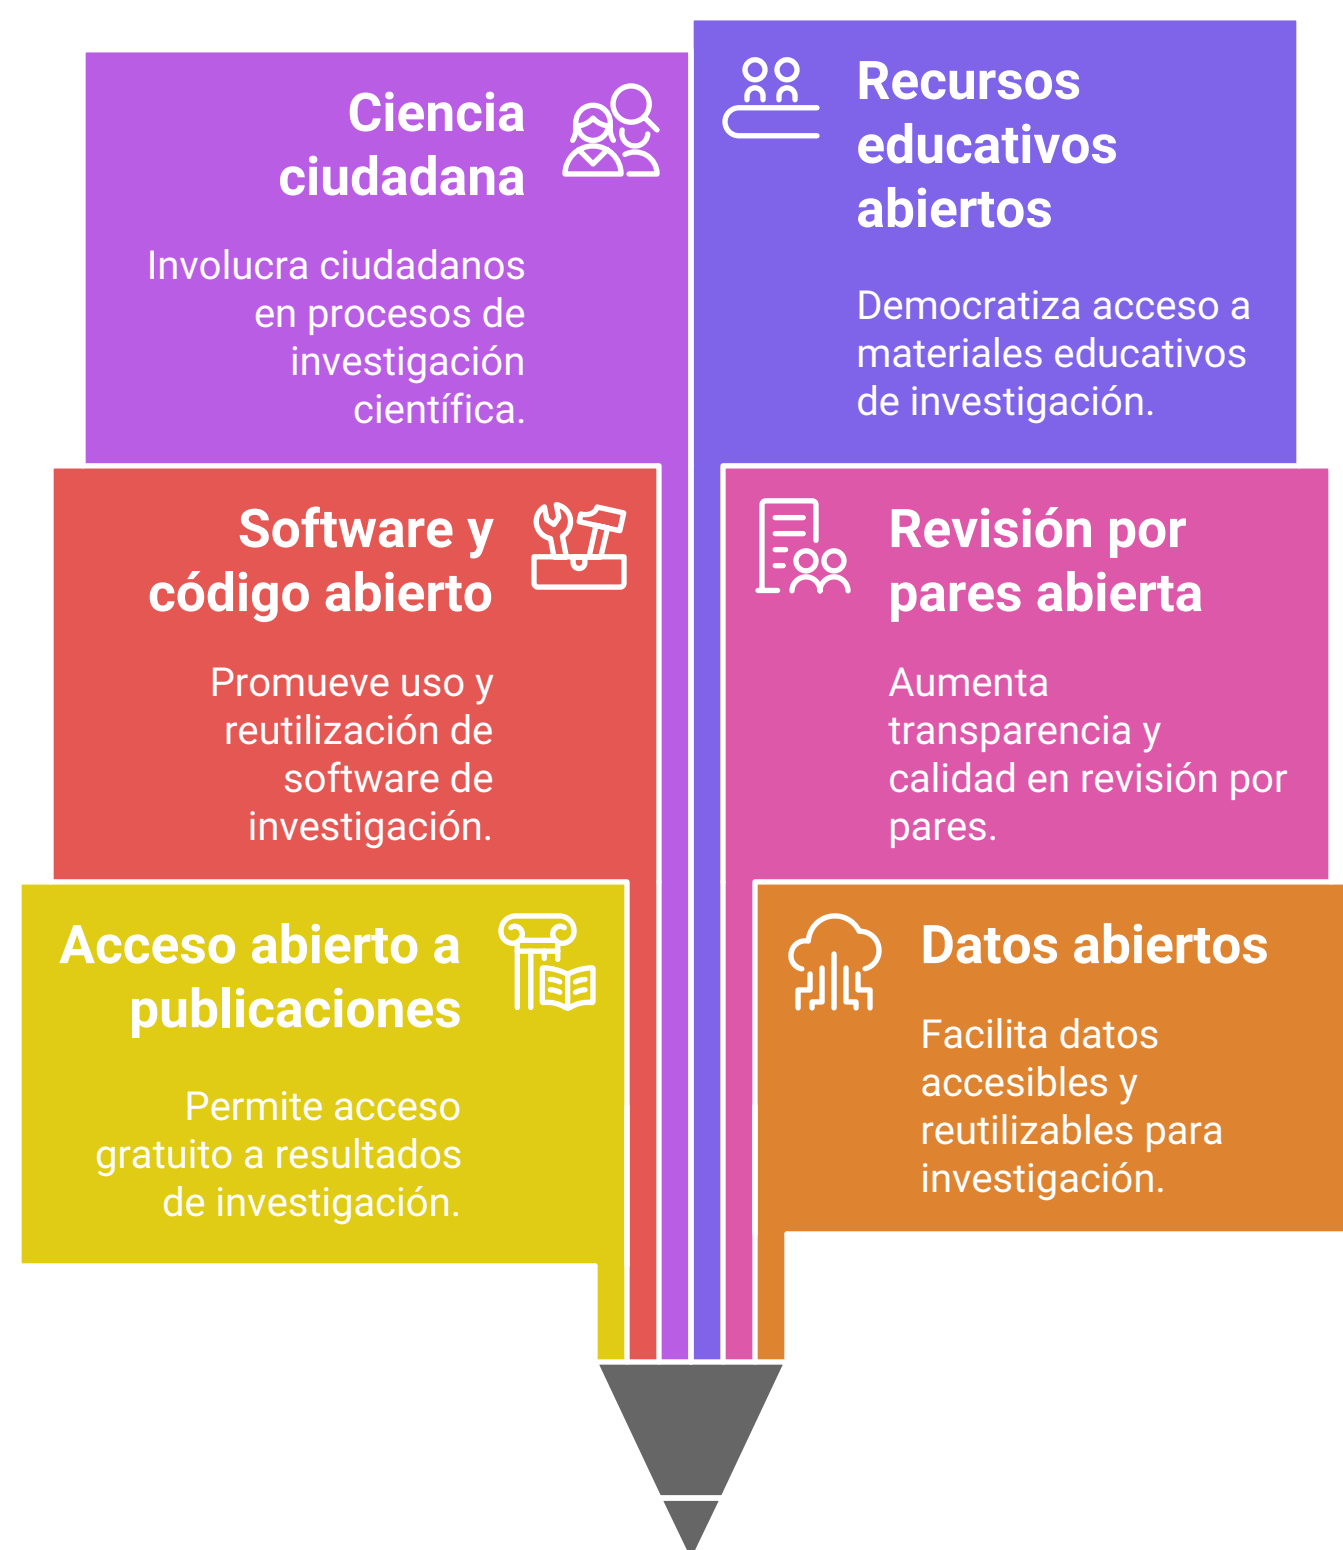 Ciencia
ciudadana
Involucra ciudadanos
en procesos de
investigación
científica.
Recursos
educativos
abiertos
Democratiza acceso a
materiales educativos
de investigación.
Software y
código abierto
Promueve uso y
reutilización de
software de
investigación.
Revisión por
pares abierta
Aumenta
transparencia y
calidad en revisión por
pares.
Acceso abierto a
publicaciones
Permite acceso
gratuito a resultados
de investigación.
Datos abiertos
Facilita datos
accesibles y
reutilizables para
investigación.